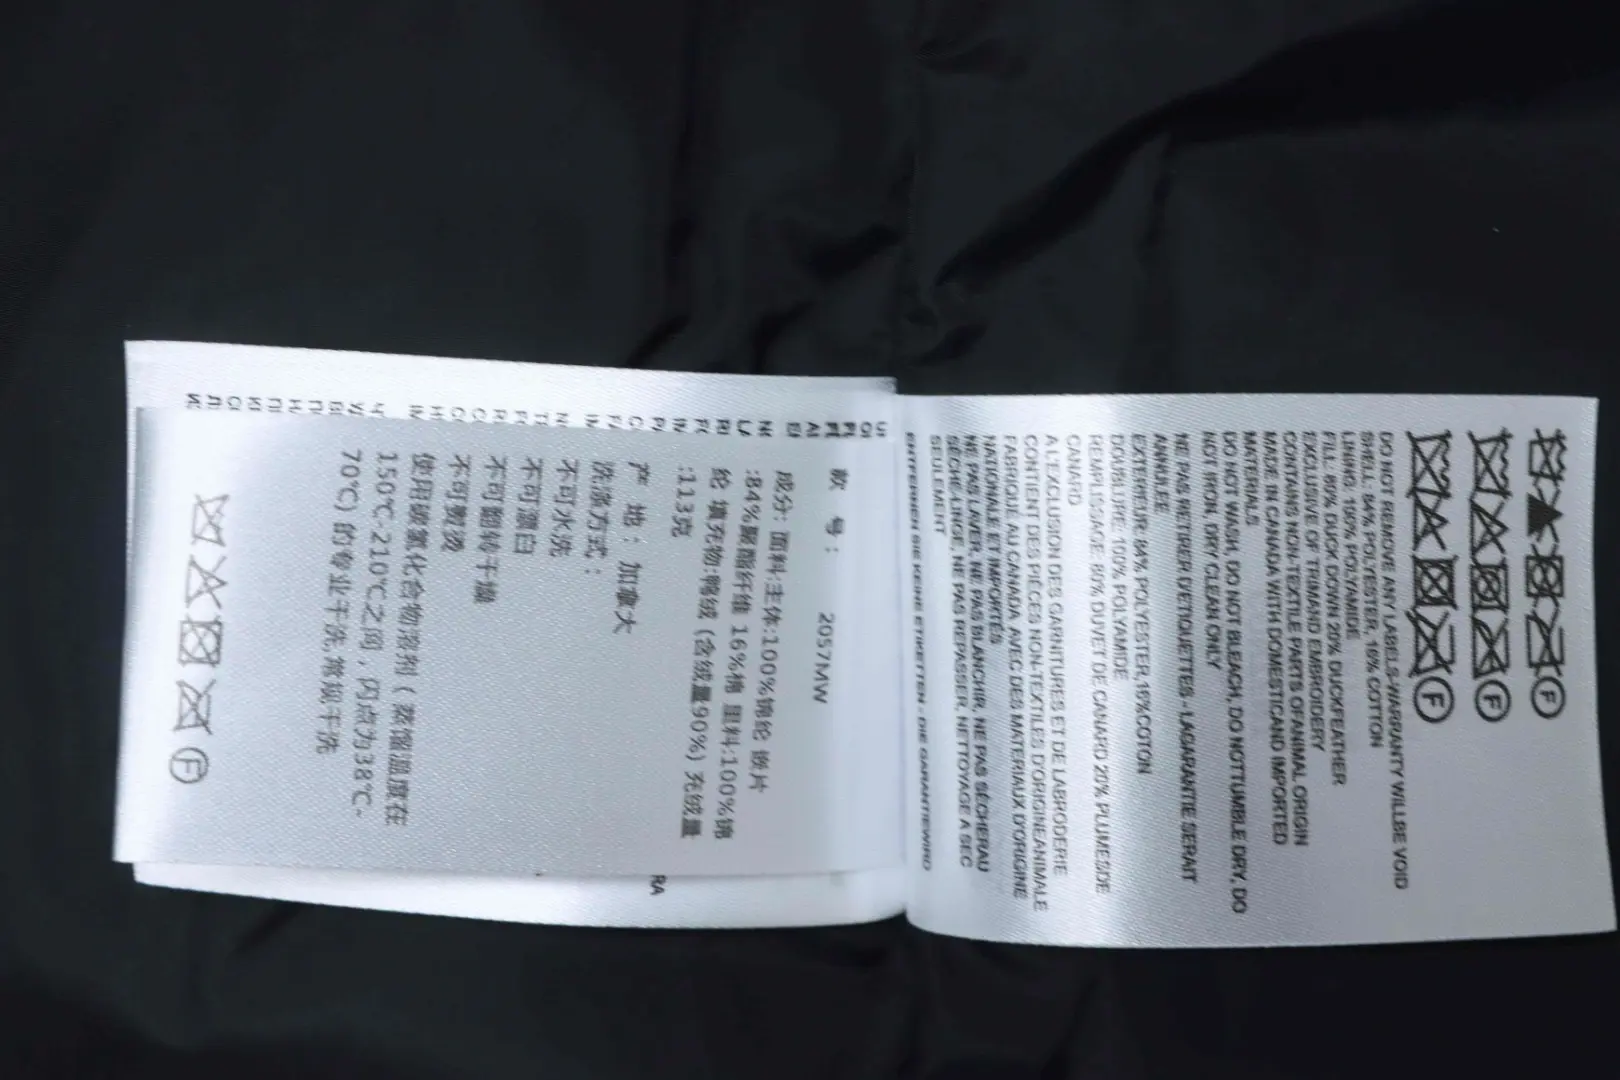 款 号： 2057MW
成分: 面料:主体:100%锦纶 嵌片
:84%聚酯纤维 16%棉 里料:100%锦
纶 填充物:鸭绒 (含绒量90%) 充绒量
:113克
产 地：加拿大
洗涤方式：
不可水洗
不可漂白
不可翻转干燥
不可熨烫
使用碳氢化合物溶剂 ( 蒸馏温度在
150℃-210℃之间 , 闪点为38℃-
70℃) 的专业干洗,常规干洗
F
RA
F
F
F
DO NOT REMOVE ANY LABELS-WARRANTY WILLBE VOID
SHELL: 84% POLYESTER, 16% COTTON
LINING: 100% POLYAMIDE
FILL: 80% DUCK DOWN 20% DUCKFEATHER
EXCLUSIVE OF TRIMAND EMBROIDERY
CONTAINS NON-TEXTILE PARTS OFANIMAL ORIGIN
MADE IN CANADA WITH DOMESTICAND IMPORTED
MATERIALS
DO NOT WASH, DO NOT BLEACH, DO NOTTUMBLE DRY, DO
NOT IRON, DRY CLEAN ONLY
NE PAS RETIRER D'ETIQUETTES - LAGARANTIE SERAIT
ANNULEE
EXTERIEUR: 84% POLYESTER,16%COTON
DOUBLURE: 100% POLYAMIDE
REMPLISSAGE: 80% DUVET DE CANARD 20% PLUMESDE
CANARD
A L'EXCLUSION DES GARNITURES ET DE LABRODERIE
CONTIENT DES PIÈCES NON-TEXTILES D'ORIGINEANIMALE
FABRIQUE AU CANADA AVEC DES MATERIAUX D'ORIGINE
NATIONALE ET IMPORTÉS
NE PAS LAVER, NE PAS BLANCHIR, NE PAS SÉCHERAU
SÈCHE-LINGE, NE PAS REPASSER, NETTOYAGE A SEC
SEULEMENT
ENTFERNEN SIE KEINE ETIKETTEN - DIE GARANTIEWIRD